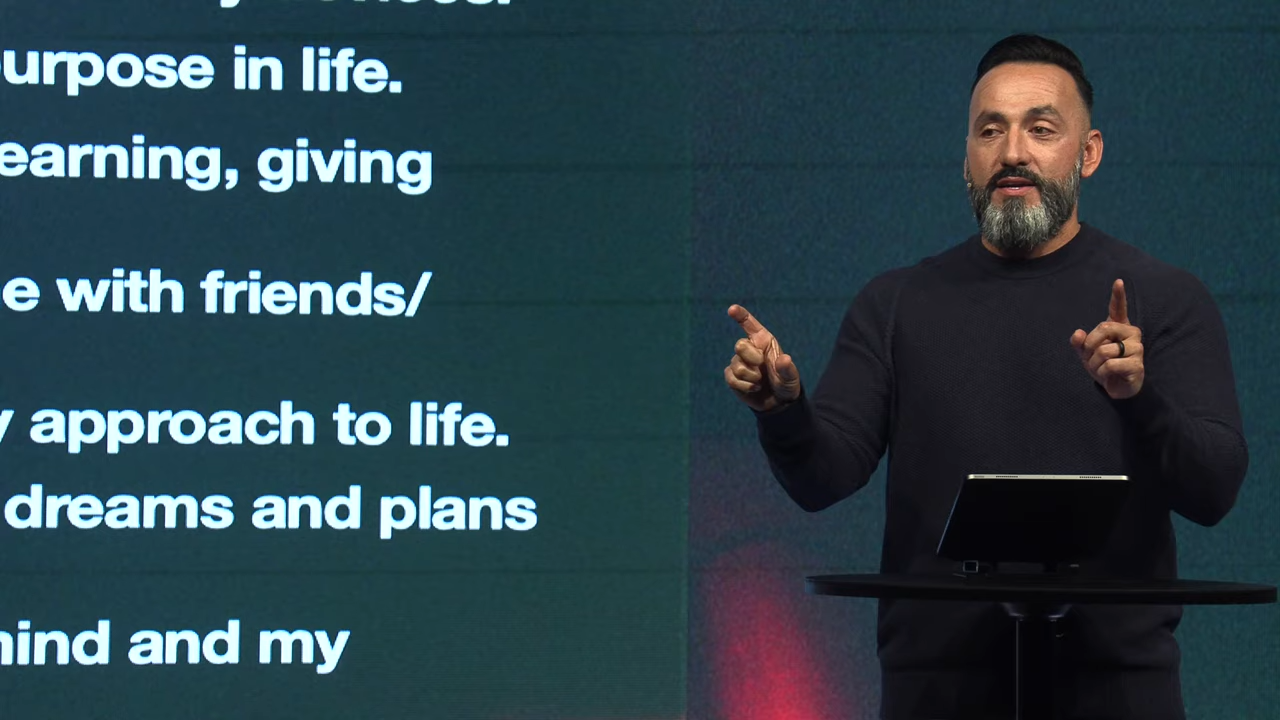 purpose in life.
earning, giving
e with friends/
y approach to life.
dreams and plans
mind and my